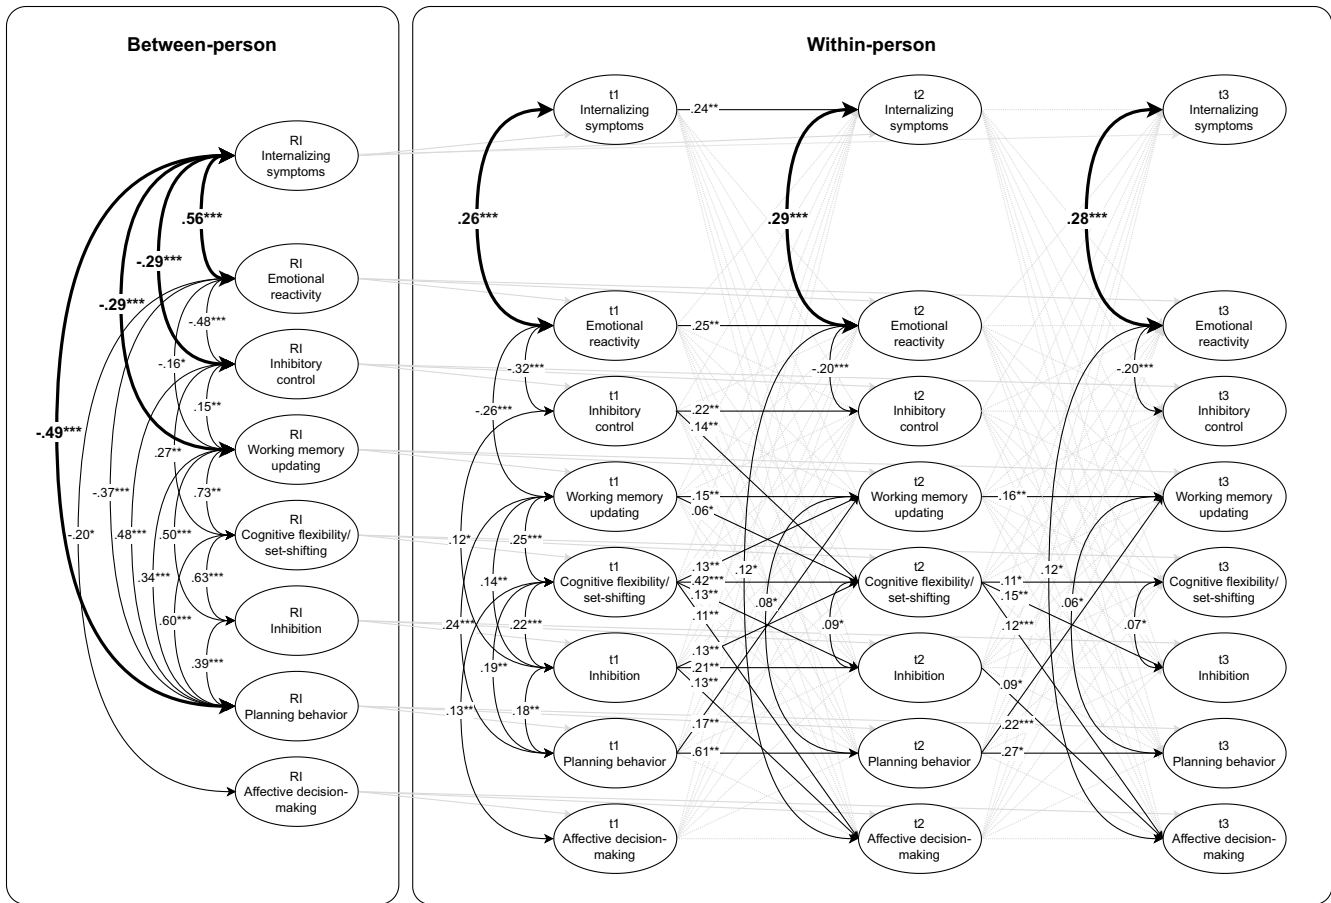 Between-person
RI
Internalizing
symptoms
RI
Emotional
reactivity
RI
Inhibitory
control
RI
Working memory
updating
RI
Cognitive flexibility/
set-shifting
RI
Inhibition
RI
Planning behavior
RI
Affective decision-
making
.56***
-.29***
-.29***
-.48***
-.16*
.15**
-.49***
.27**
.73**
-.37***
-.20*
.48***
.50***
.34***
.63***
.60***
.39***
Within-person
t1
Internalizing
symptoms
t1
Emotional
reactivity
t1
Inhibitory
control
t1
Working memory
updating
t1
Cognitive flexibility/
set-shifting
t1
Inhibition
t1
Planning behavior
t1
Affective decision-
making
.26***
-.32***
-.26***
.12*
.25***
.14**
.24***
.22***
.19**
.13**
.18**
.24**
.25**
.22**
.14**
.15**
.06**
.13**
.42***
.13**
.11**
.13**
.21**
.13**
.17**
.61**
t2
Internalizing
symptoms
t2
Emotional
reactivity
t2
Inhibitory
control
t2
Working memory
updating
t2
Cognitive flexibility/
set-shifting
t2
Inhibition
t2
Planning behavior
t2
Affective decision-
making
.29***
-.20***
.12*
.08*
.09*
.16**
.11*
.15**
.12***
.09*
.22***
.27*
t3
Internalizing
symptoms
t3
Emotional
reactivity
t3
Inhibitory
control
t3
Working memory
updating
t3
Cognitive flexibility/
set-shifting
t3
Inhibition
t3
Planning behavior
t3
Affective decision-
making
.28***
-.20***
.12*
.06*
.07*